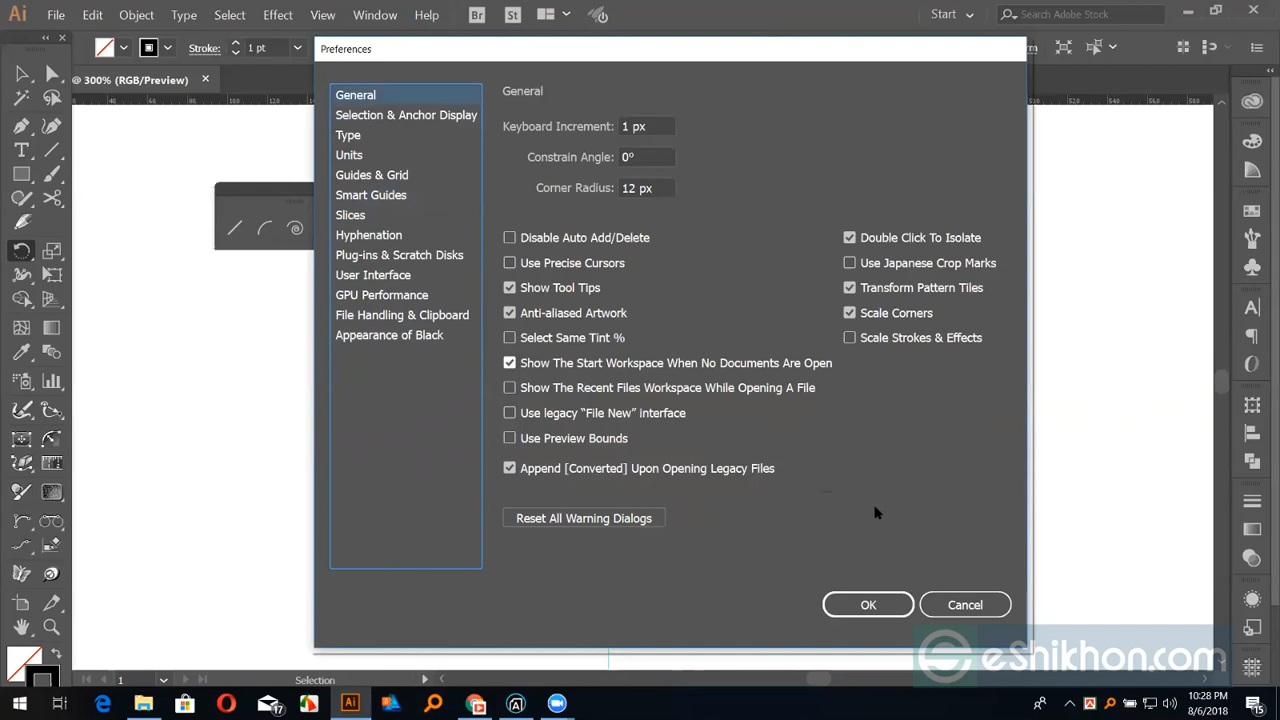 Ai File Edit Object Type Select Effect View Window Help Br St Start Search Adobe Stock
Stroke: 1 pt
@ 300% (RGB/Preview)
Preferences
General
Selection & Anchor Display
Type
Units
Guides & Grid
Smart Guides
Slices
Hyphenation
Plug-ins & Scratch Disks
User Interface
GPU Performance
File Handling & Clipboard
Appearance of Black
General
Keyboard Increment: 1 px
Constrain Angle: 0°
Corner Radius: 12 px
Disable Auto Add/Delete
Use Precise Cursors
Show Tool Tips
Anti-aliased Artwork
Select Same Tint %
Show The Start Workspace When No Documents Are Open
Show The Recent Files Workspace While Opening A File
Use legacy “File New” interface
Use Preview Bounds
Append [Converted] Upon Opening Legacy Files
Double Click To Isolate
Use Japanese Crop Marks
Transform Pattern Tiles
Scale Corners
Scale Strokes & Effects
Reset All Warning Dialogs
OK Cancel
eShikhon.com
1 Selection
17 Ai
10:28 PM
8/6/2018
15